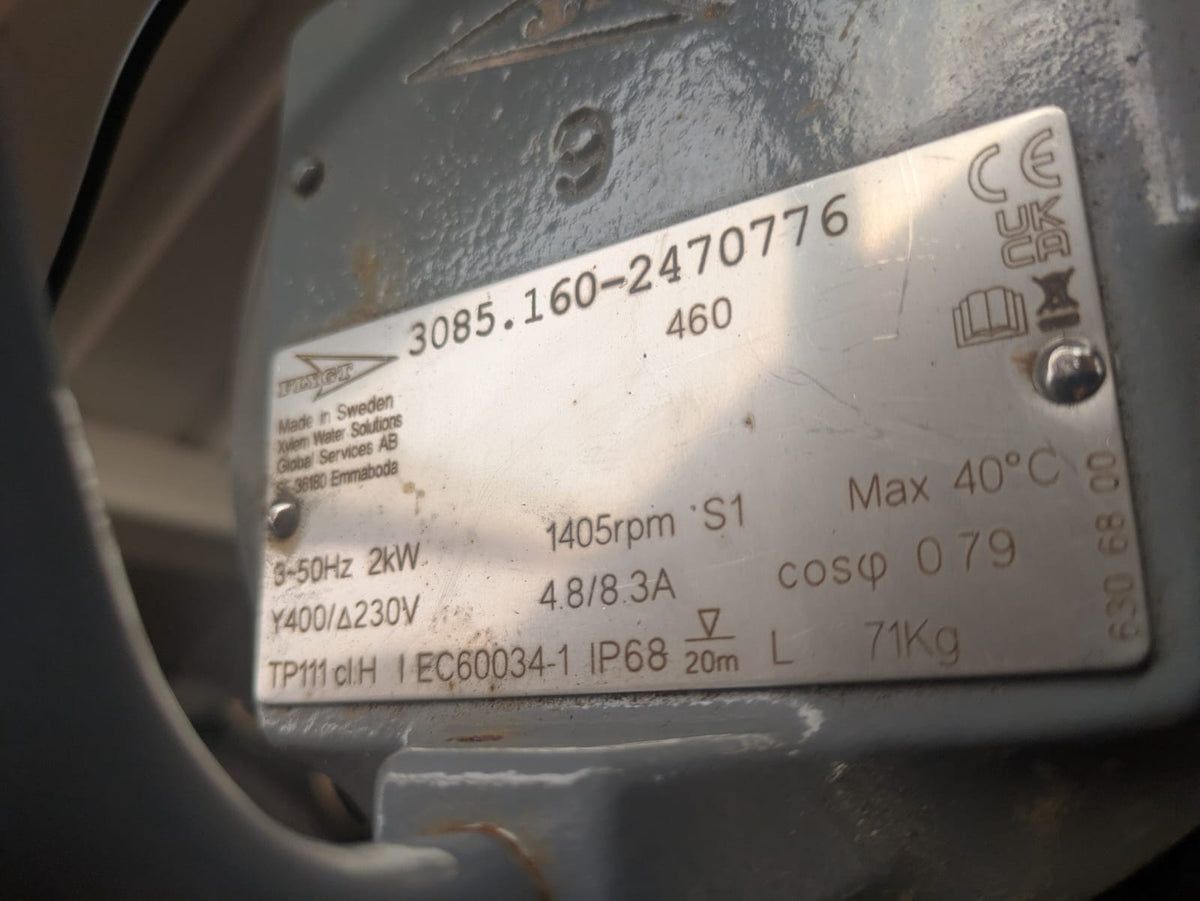 9
3085.160-2470776
460
CE
UK
CA
FLYGT
Made in Sweden
Xylem Water Solutions
Global Services AB
SE-36180 Emmaboda
3~50Hz 2kW 1405rpm S1 Max 40°C
Y400/Δ230V 4.8/8.3A cosφ 0 79
TP111 cl.H IEC60034-1 IP68 ▽ 20m L 71Kg
630 68 00